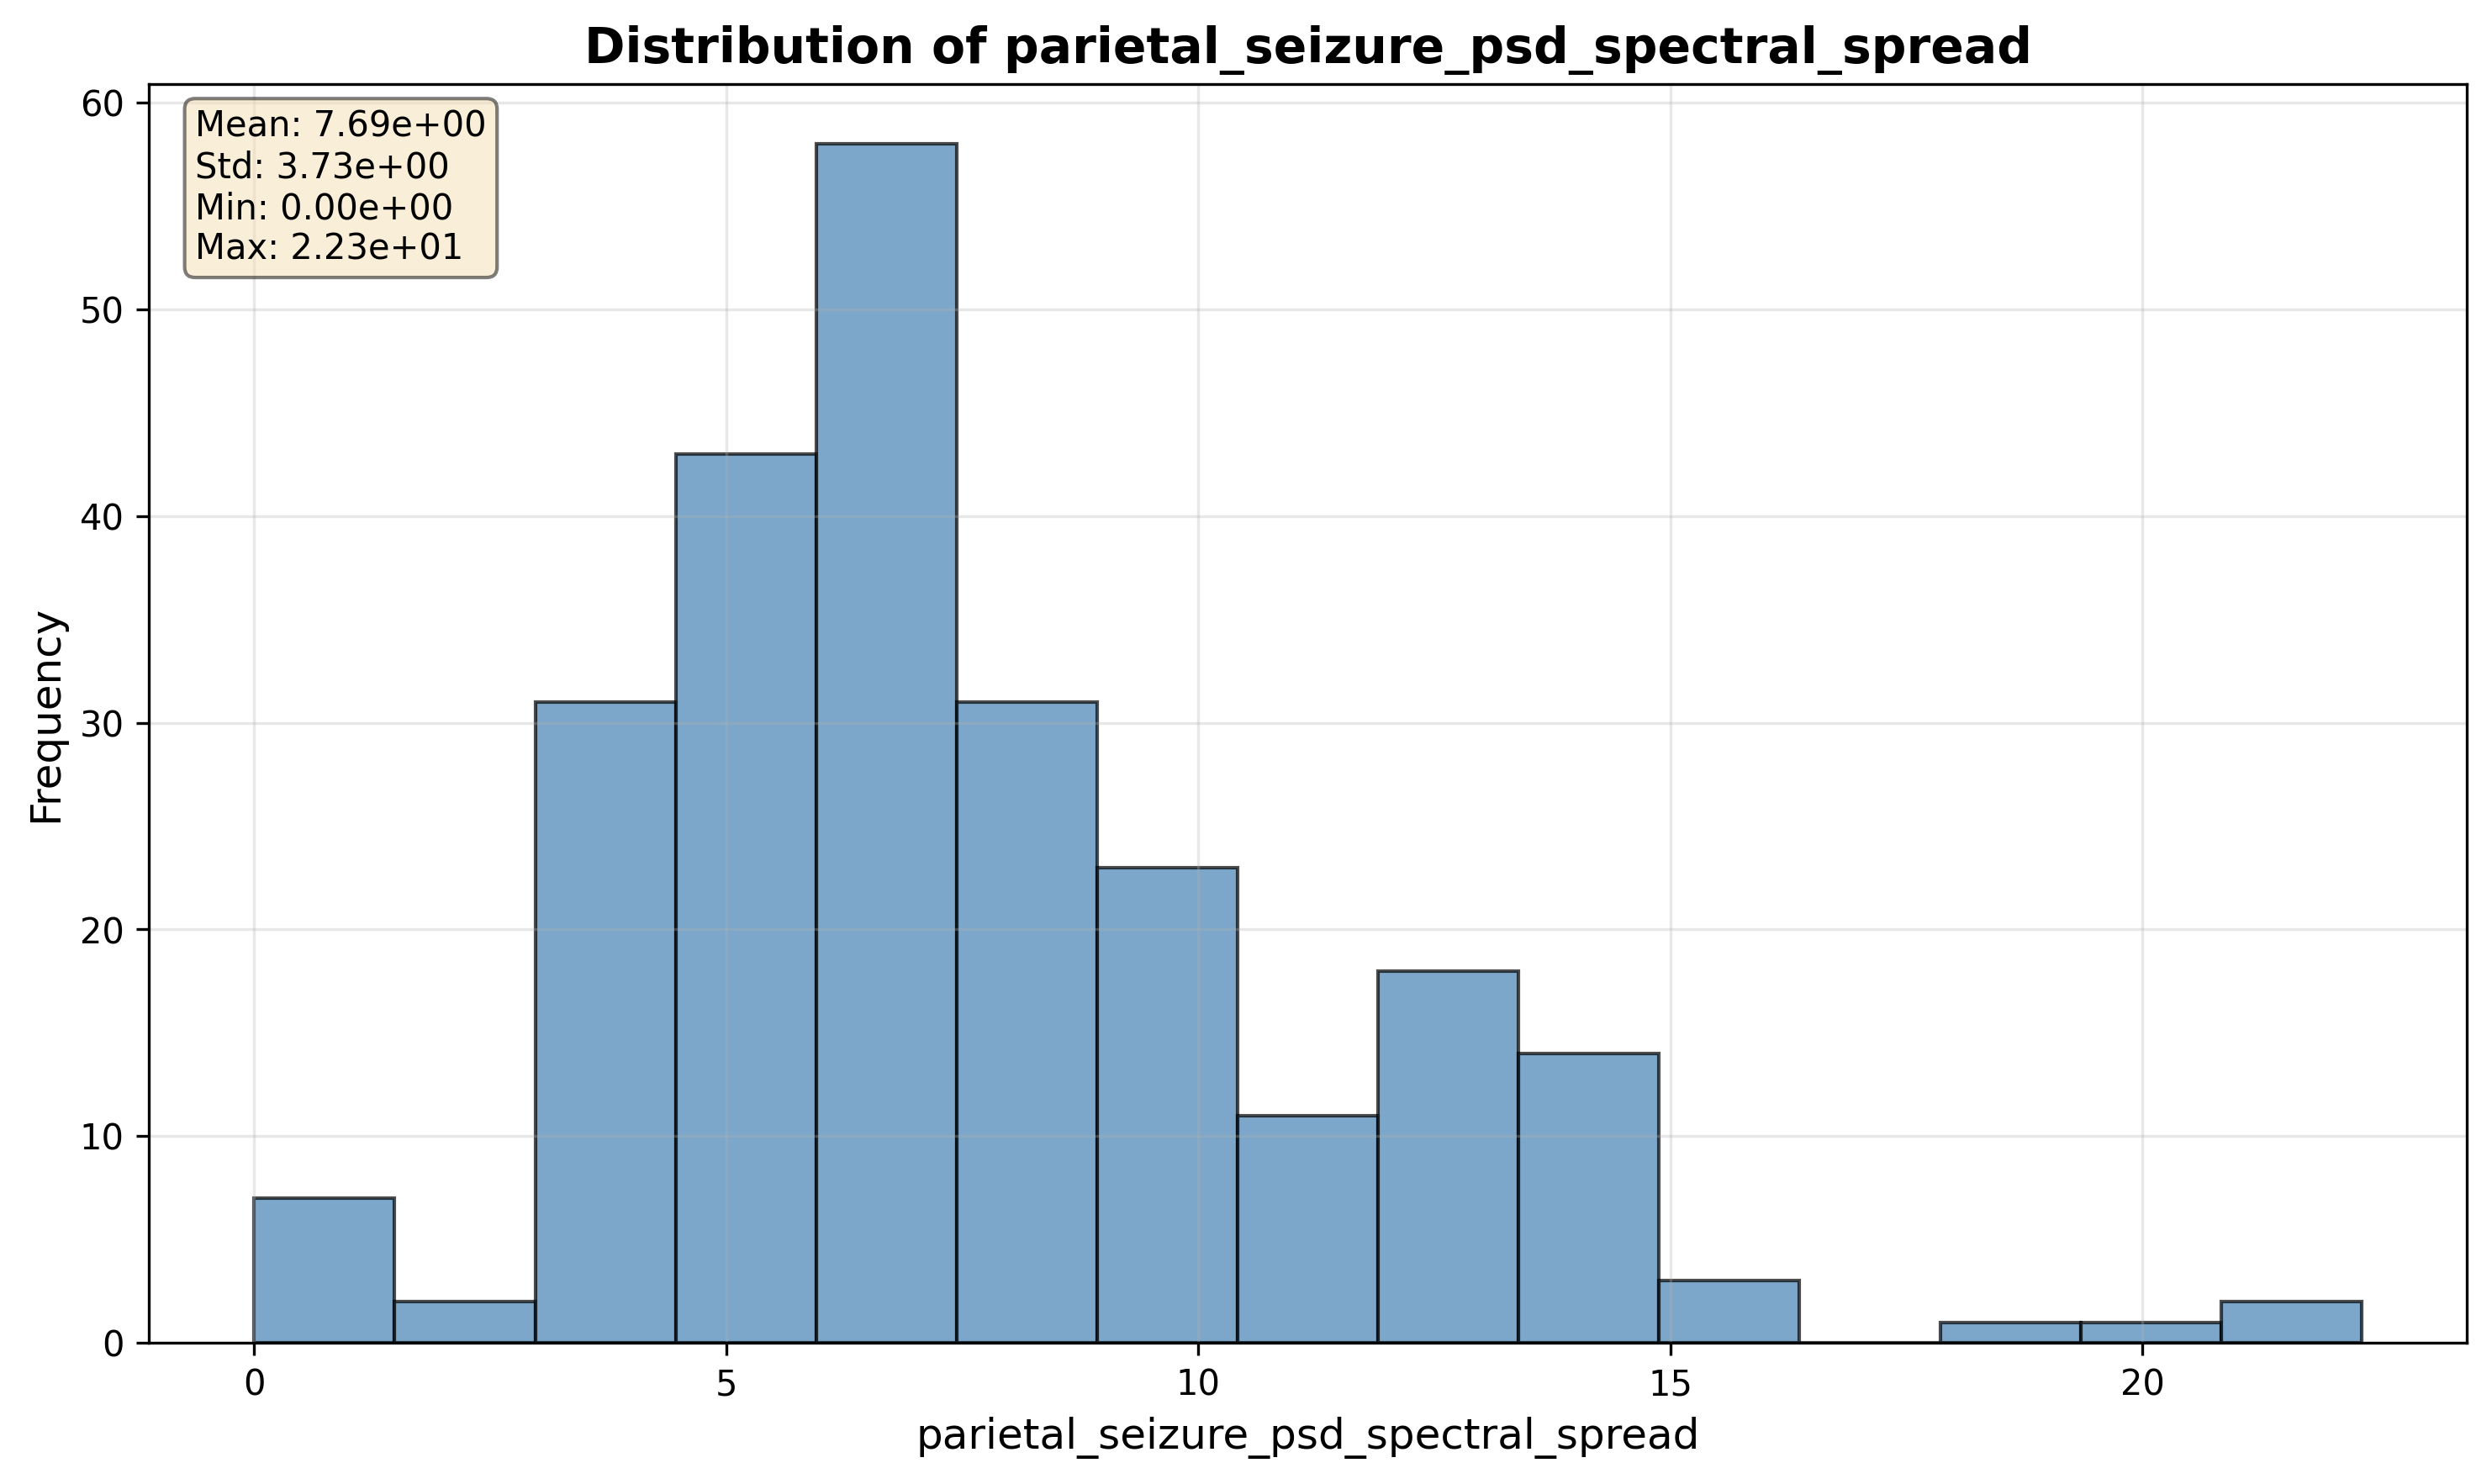 Distribution of parietal_seizure_psd_spectral_spread
Mean: 7.69e+00
Std: 3.73e+00
Min: 0.00e+00
Max: 2.23e+01
60
50
40
30
20
10
0
Frequency
0 5 10 15 20
parietal_seizure_psd_spectral_spread